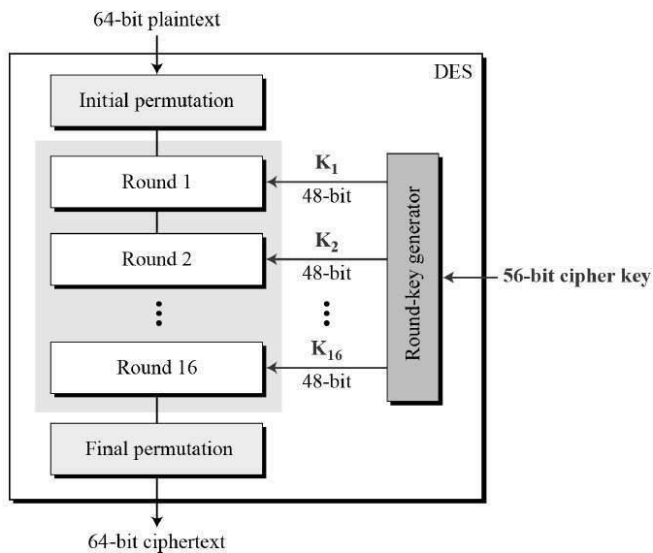 64-bit plaintext
DES
Initial permutation
K1
Round 1
48-bit
K2
Round 2
48-bit
Round-key generator
56-bit cipher key
K16
Round 16
48-bit
Final permutation
64-bit ciphertext